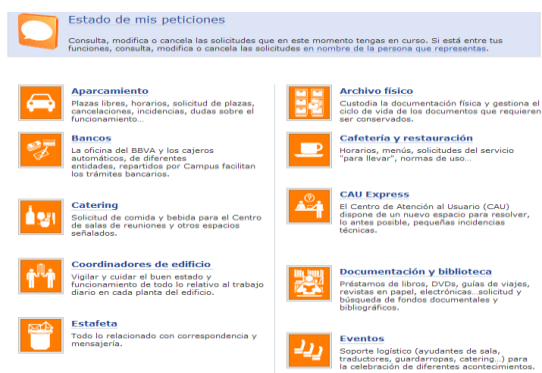 Estado de mis peticiones
Consulta, modifica o cancela las solicitudes que en este momento tengas en curso. Si está entre tus
funciones, consulta, modifica o cancela las solicitudes en nombre de la persona que representas.
Aparcamiento
Plazas libres, horarios, solicitud de plazas,
cancelaciones, incidencias, dudas sobre el
funcionamiento...
Bancos
La oficina del BBVA y los cajeros
automáticos, de diferentes
entidades, repartidos por Campus facilitan
los trámites bancarios.
Catering
Solicitud de comida y bebida para el Centro
de salas de reuniones y otros espacios
señalados.
Coordinadores de edificio
Vigilar y cuidar el buen estado y
funcionamiento de todo lo relativo al trabajo
diario en cada planta del edificio.
Estafeta
Todo lo relacionado con correspondencia y
mensajería.
Archivo físico
Custodia la documentación física y gestiona el
ciclo de vida de los documentos que requieren
ser conservados.
Cafetería y restauración
Horarios, menús, solicitudes del servicio
"para llevar", normas de uso...
CAU Express
El Centro de Atención al Usuario (CAU)
dispone de un nuevo espacio para resolver,
lo antes posible, pequeñas incidencias
técnicas.
Documentación y biblioteca
Préstamos de libros, DVDs, guías de viajes,
revistas en papel, electrónicas...solicitud y
búsqueda de fondos documentales y
bibliográficos.
Eventos
Soporte logístico (ayudantes de sala,
traductores, guardarropas, catering...) para
la celebración de diferentes acontecimientos.